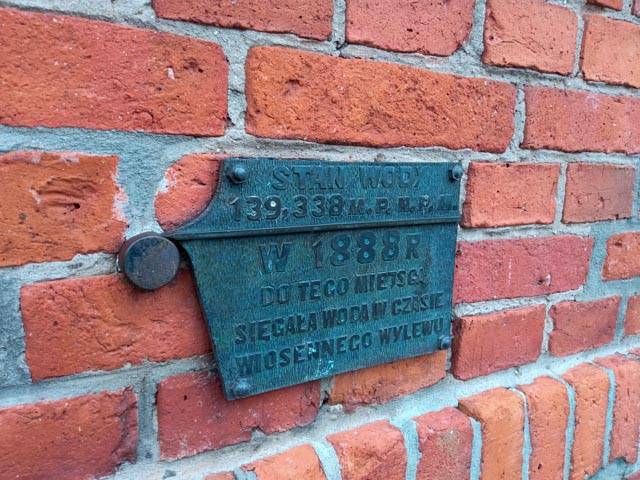 STAN WODY
139,338 M.P.N.P.A.
W 1888 R
DO TEGO MIEJSCA
SIĘGAŁA WODA W CZASIE
WIOSENNEGO WYLEWU